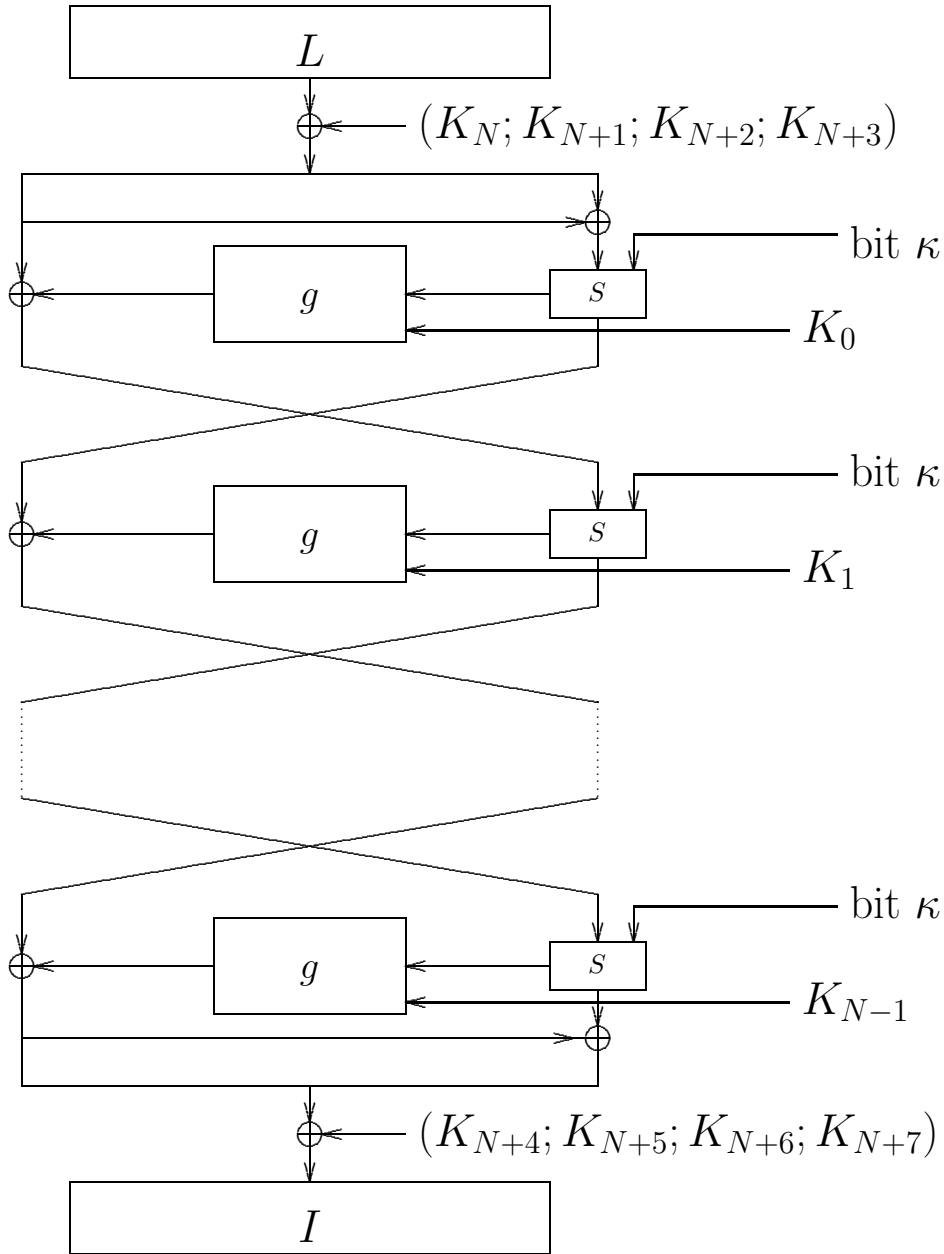 L
(K_N; K_{N+1}; K_{N+2}; K_{N+3})
bit κ
g
S
K_0
bit κ
g
S
K_1
bit κ
g
S
K_{N−1}
(K_{N+4}; K_{N+5}; K_{N+6}; K_{N+7})
I